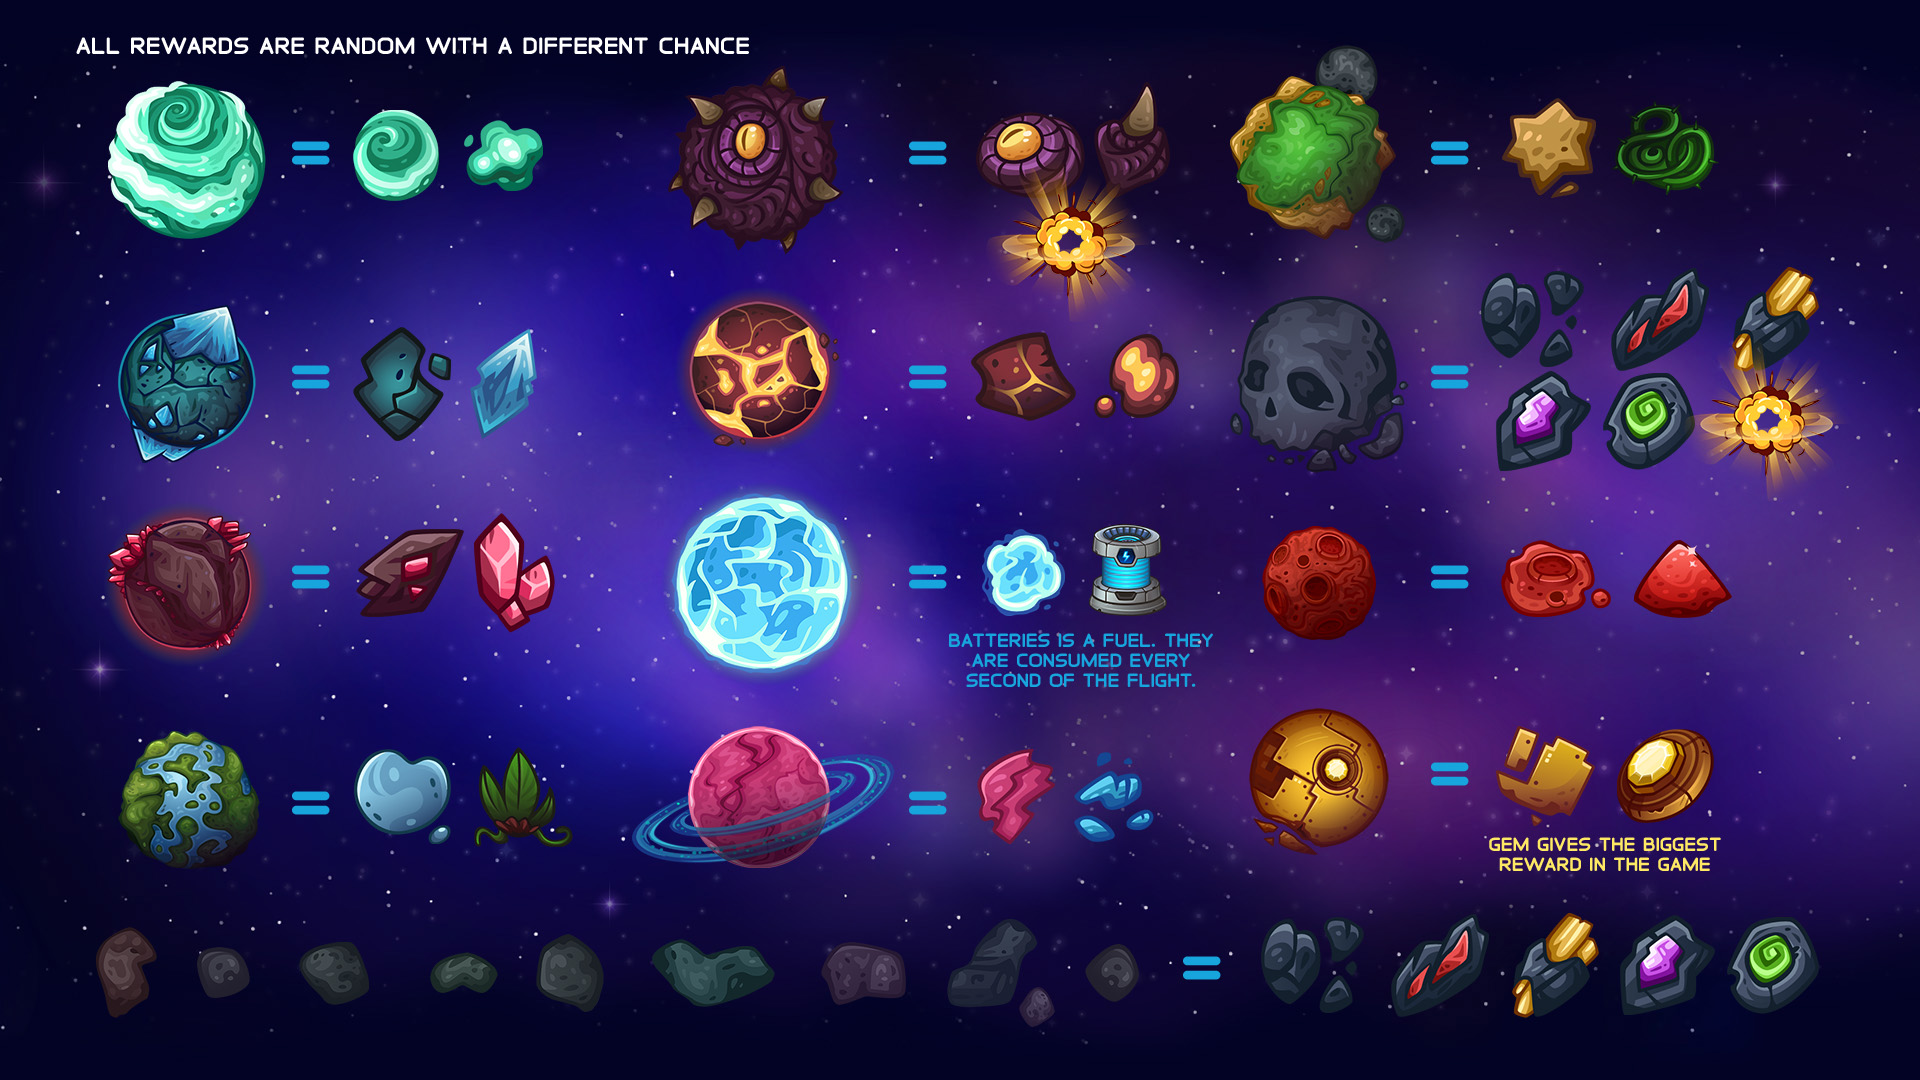 ALL REWARDS ARE RANDOM WITH A DIFFERENT CHANCE
BATTERIES IS A FUEL. THEY
ARE CONSUMED EVERY
SECOND OF THE FLIGHT.
GEM GIVES THE BIGGEST
REWARD IN THE GAME